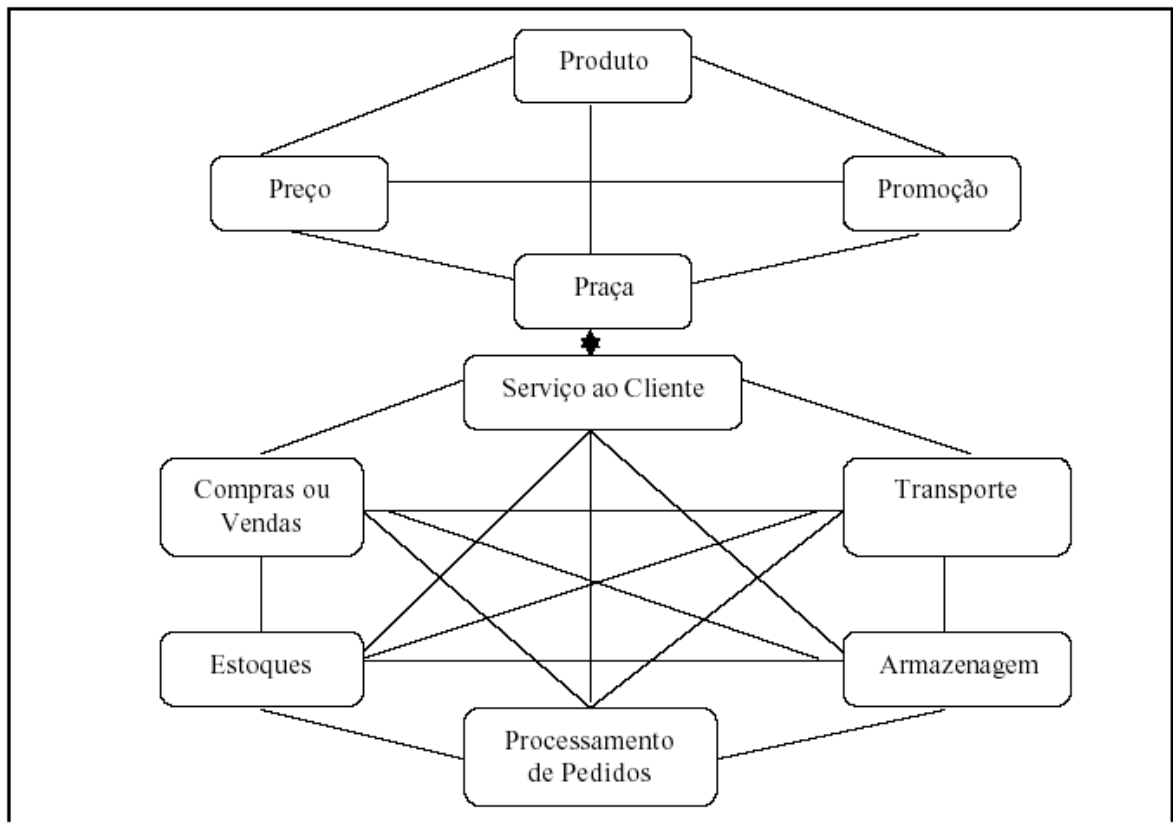 Produto
Preço
Promoção
Praça
Serviço ao Cliente
Compras ou
Vendas
Transporte
Estoques
Armazenagem
Processamento
de Pedidos